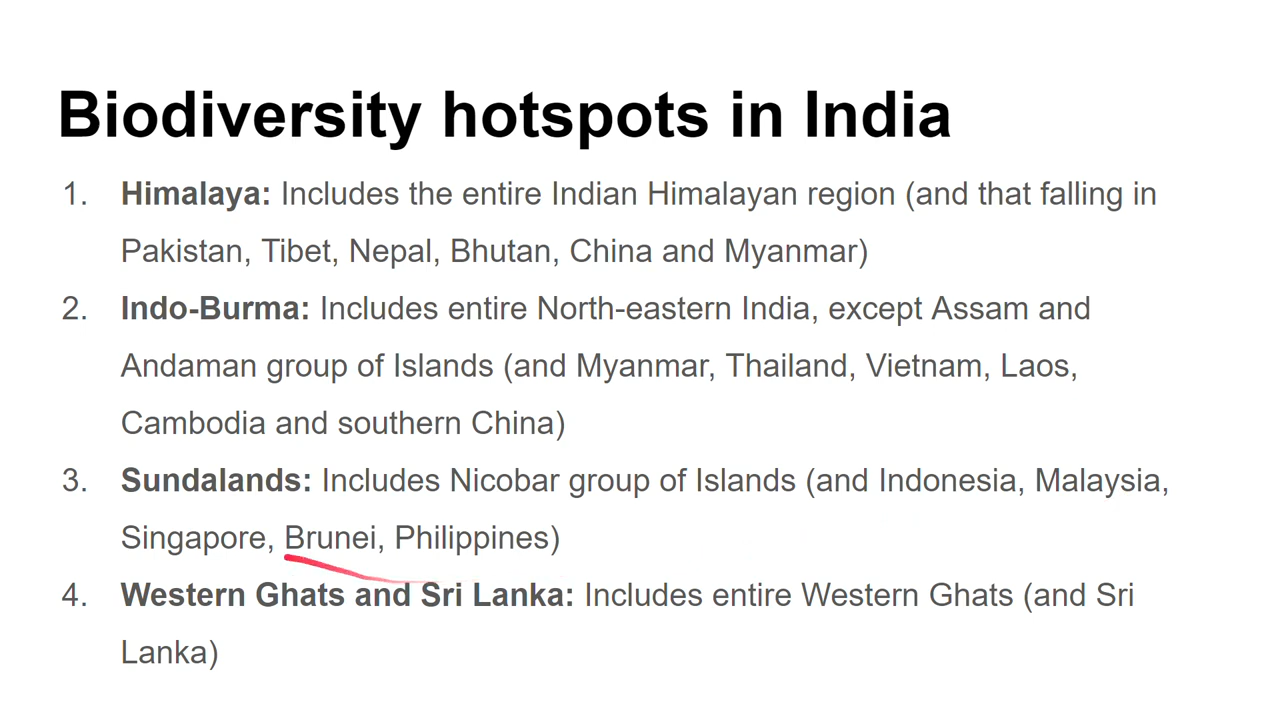 Biodiversity hotspots in India
1. Himalaya: Includes the entire Indian Himalayan region (and that falling in
Pakistan, Tibet, Nepal, Bhutan, China and Myanmar)
2. Indo-Burma: Includes entire North-eastern India, except Assam and
Andaman group of Islands (and Myanmar, Thailand, Vietnam, Laos,
Cambodia and southern China)
3. Sundalands: Includes Nicobar group of Islands (and Indonesia, Malaysia,
Singapore, Brunei, Philippines)
4. Western Ghats and Sri Lanka: Includes entire Western Ghats (and Sri
Lanka)